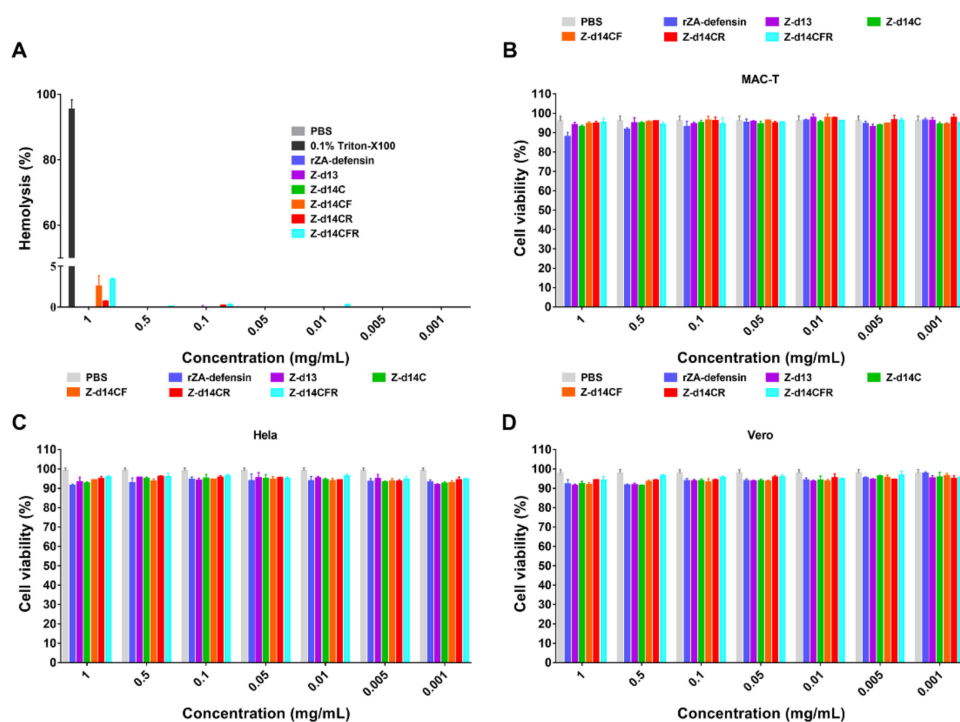 PBS rZA-defensin Z-d13 Z-d14C
Z-d14CF Z-d14CR Z-d14CFR
A
100
80
60
5
0
Hemolysis (%)
PBS
0.1% Triton-X100
rZA-defensin
Z-d13
Z-d14C
Z-d14CF
Z-d14CR
Z-d14CFR
1 0.5 0.1 0.05 0.01 0.005 0.001
Concentration (mg/mL)
B
MAC-T
110
100
90
80
70
60
50
40
30
20
10
0
Cell viability (%)
1 0.5 0.1 0.05 0.01 0.005 0.001
Concentration (mg/mL)
PBS rZA-defensin Z-d13 Z-d14C
Z-d14CF Z-d14CR Z-d14CFR
C
Hela
110
100
90
80
70
60
50
40
30
20
10
0
Cell viability (%)
1 0.5 0.1 0.05 0.01 0.005 0.001
Concentration (mg/mL)
PBS rZA-defensin Z-d13 Z-d14C
Z-d14CF Z-d14CR Z-d14CFR
D
Vero
110
100
90
80
70
60
50
40
30
20
10
0
Cell viability (%)
1 0.5 0.1 0.05 0.01 0.005 0.001
Concentration (mg/mL)